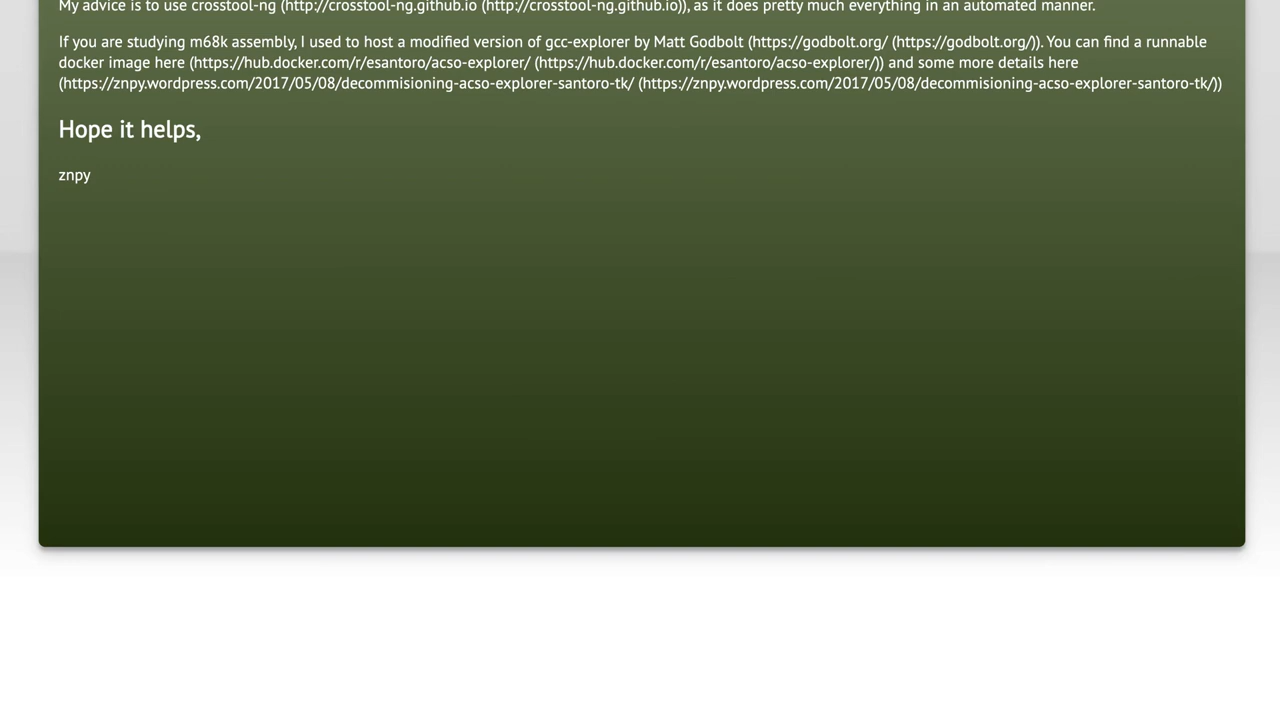 My advice is to use crosstool-ng (http://crosstool-ng.github.io (http://crosstool-ng.github.io)), as it does pretty much everything in an automated manner.
If you are studying m68k assembly, I used to host a modified version of gcc-explorer by Matt Godbolt (https://godbolt.org/ (https://godbolt.org/)). You can find a runnable
docker image here (https://hub.docker.com/r/esantoro/acso-explorer/ (https://hub.docker.com/r/esantoro/acso-explorer/)) and some more details here
(https://znpy.wordpress.com/2017/05/08/decommisioning-acso-explorer-santoro-tk/ (https://znpy.wordpress.com/2017/05/08/decommisioning-acso-explorer-santoro-tk/))
Hope it helps,
znpy